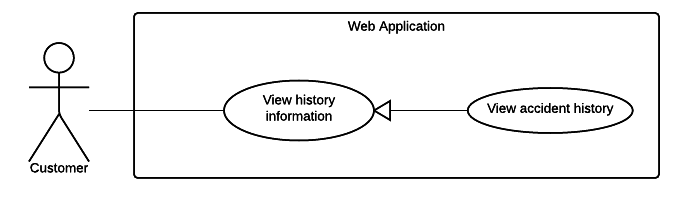 Web Application
View history
information
View accident history
Customer